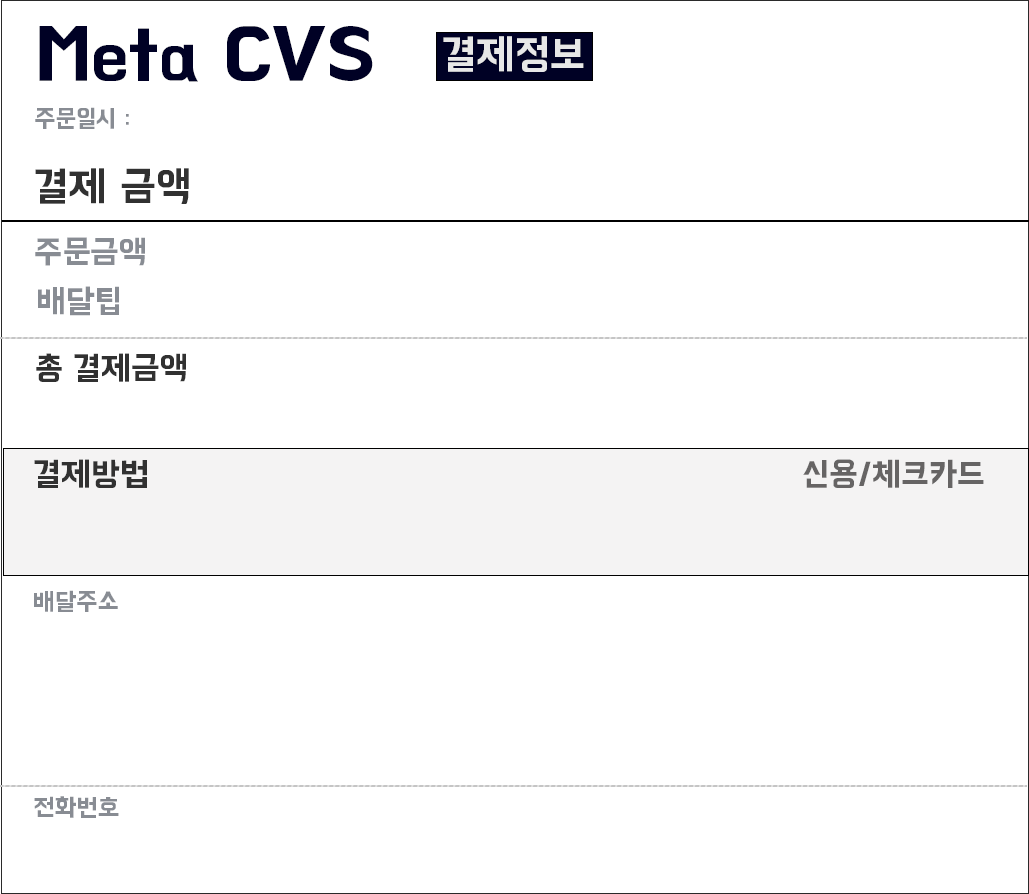 Meta CVS 결제정보
주문일시 :
결제 금액
주문금액
배달팁
총 결제금액
결제방법 신용/체크카드
배달주소
전화번호